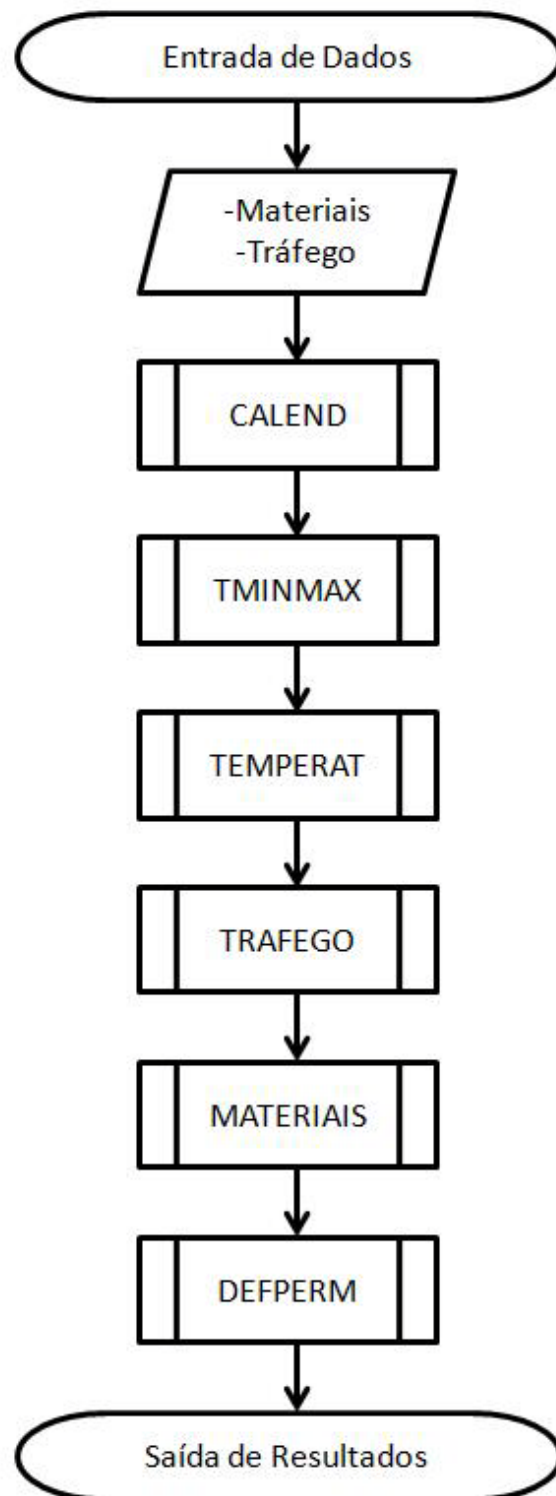 Entrada de Dados
-Materiais
-Tráfego
CALEND
TMINMAX
TEMPERAT
TRAFEGO
MATERIAIS
DEFPERM
Saída de Resultados